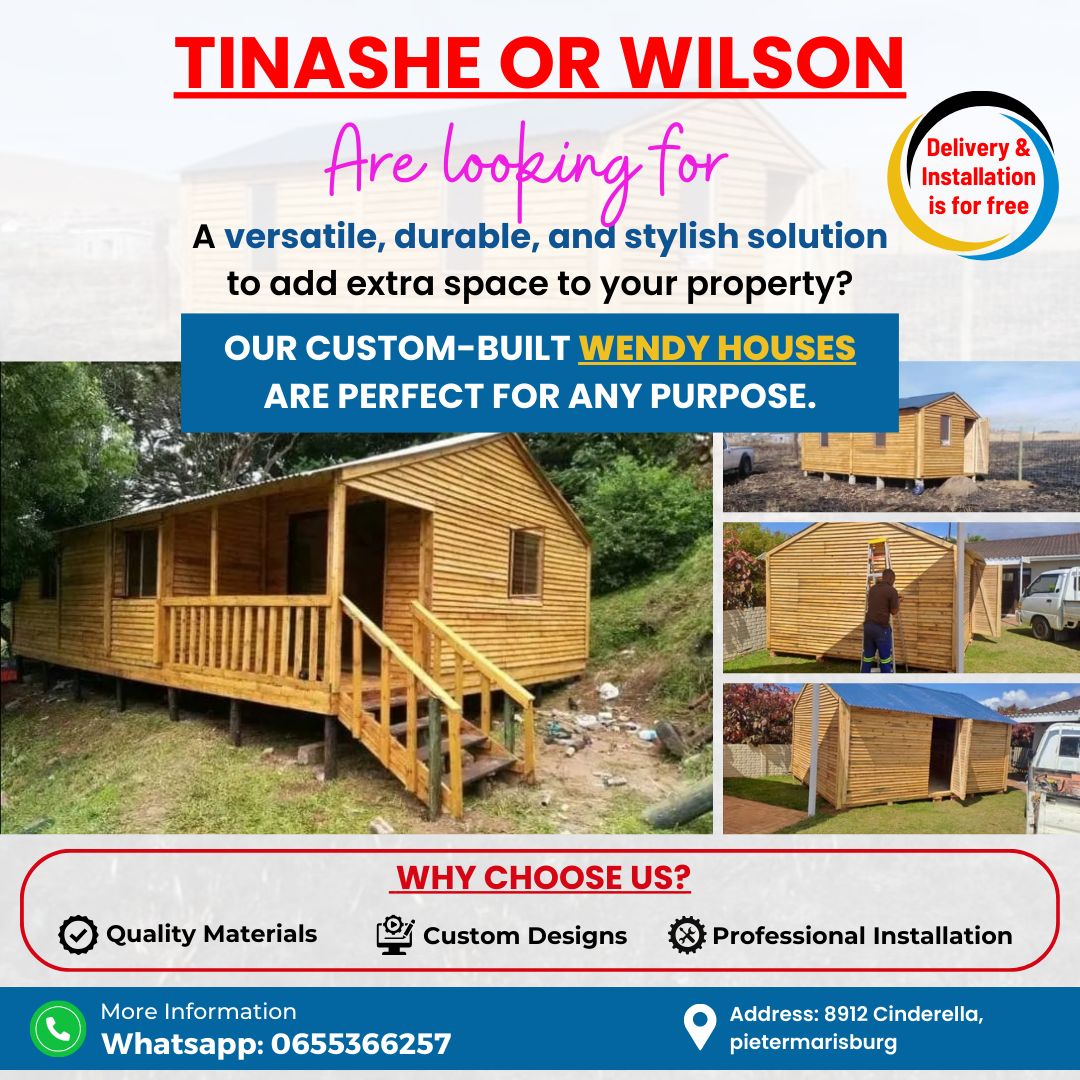 TINASHE OR WILSON
Are looking for
Delivery &
Installation
is for free
A versatile, durable, and stylish solution
to add extra space to your property?
OUR CUSTOM-BUILT WENDY HOUSES
ARE PERFECT FOR ANY PURPOSE.
WHY CHOOSE US?
Quality Materials
Custom Designs
Professional Installation
More Information
Whatsapp: 0655366257
Address: 8912 Cinderella,
pietermarisburg